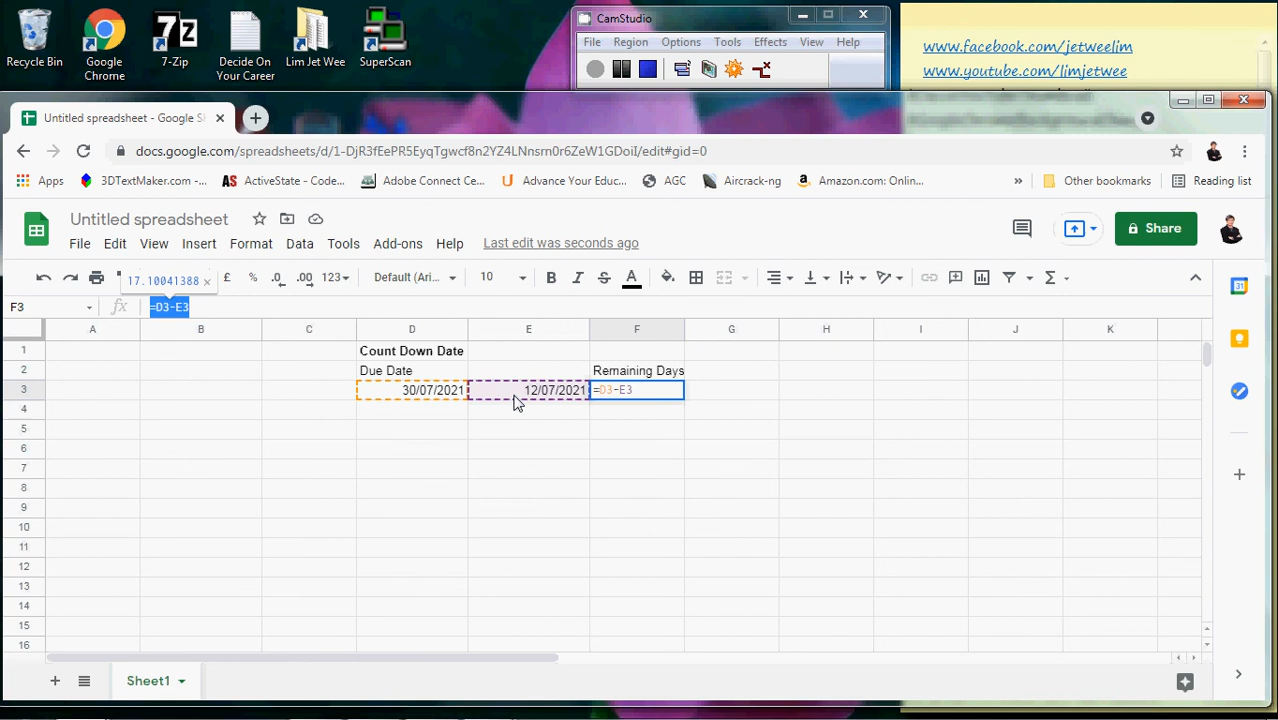 Recycle Bin
Google Chrome
7-Zip
Decide On Your Career
Lim Jet Wee
SuperScan
CamStudio
File Region Options Tools Effects View Help
www.facebook.com/jetweelim
www.youtube.com/limjetwee
Untitled spreadsheet - Google S
docs.google.com/spreadsheets/d/1-DjR3fEePR5EyqTgwcf8n2YZ4LNnsrn0r6ZeW1GDoiI/edit#gid=0
Apps 3DTextMaker.com -... ActiveState - Code... Adobe Connect Ce... Advance Your Educ... AGC Aircrack-ng Amazon.com: Onlin... » Other bookmarks Reading list
Untitled spreadsheet
File Edit View Insert Format Data Tools Add-ons Help Last edit was seconds ago
Share
17.10041388 ×
£ % .0 .00 123 Default (Ari... 10 B I S A
F3 fx =D3-E3
A B C D E F G H I J K
1 Count Down Date
2 Due Date Remaining Days
3 30/07/2021 12/07/2021 =D3-E3
4
5
6
7
8
9
10
11
12
13
14
15
16
Sheet1